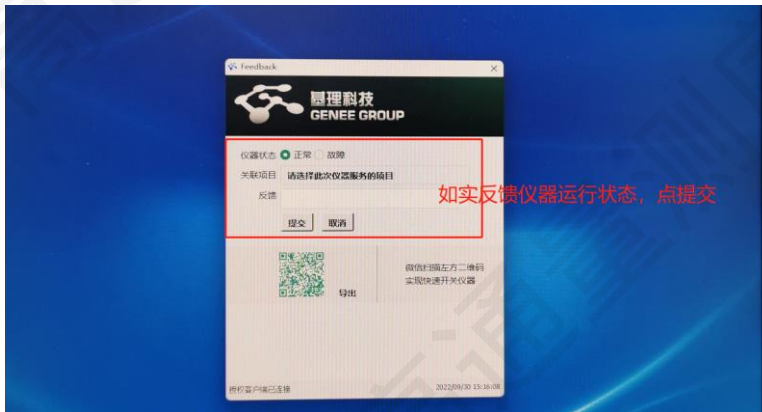 Feedback
基理科技
GENEE GROUP
仪器状态 正常 故障
关联项目 请选择此次仪器服务的项目
反馈
如实反馈仪器运行状态，点提交
提交 取消
微信扫描左方二维码
实现快速开关仪器
导出
授权客户端已连接 2022/09/30 15:16:08